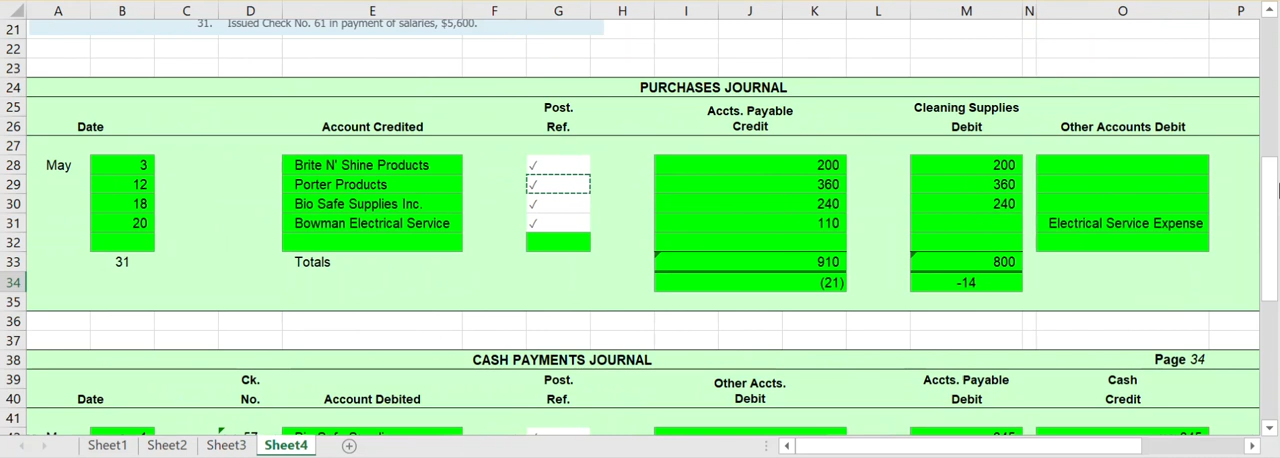 A B C D E F G H I J K L M N O P
21 31. Issued Check No. 61 in payment of salaries, $5,600.
22
23
24 PURCHASES JOURNAL
25 Post. Accts. Payable Cleaning Supplies
26 Date Account Credited Ref. Credit Debit Other Accounts Debit
27
28 May 3 Brite N' Shine Products ✓ 200 200
29 12 Porter Products ✓ 360 360
30 18 Bio Safe Supplies Inc. ✓ 240 240
31 20 Bowman Electrical Service ✓ 110 Electrical Service Expense
32
33 31 Totals 910 800
34 (21) -14
35
36
37
38 CASH PAYMENTS JOURNAL Page 34
39 Ck. Post. Other Accts. Accts. Payable Cash
40 Date No. Account Debited Ref. Debit Debit Credit
41
Sheet1 Sheet2 Sheet3 Sheet4